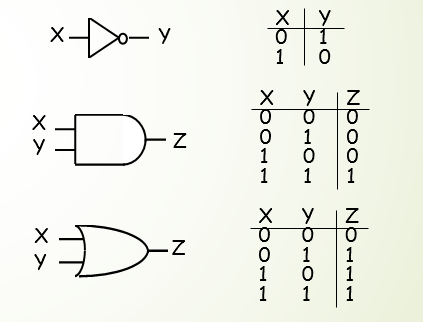 X Y
X Y
0 1
1 0
X
Y
Z
X Y Z
0 0 0
0 1 0
1 0 0
1 1 1
X
Y
Z
X Y Z
0 0 0
0 1 1
1 0 1
1 1 1